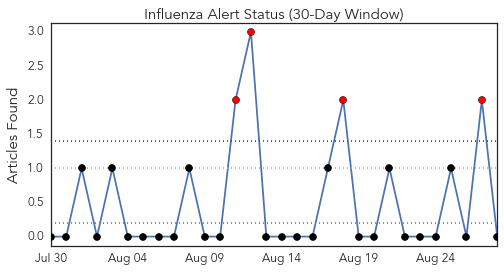 Influenza Alert Status (30-Day Window)
Articles Found
3.0
2.5
2.0
1.5
1.0
0.5
0.0
Jul 30 Aug 04 Aug 09 Aug 14 Aug 19 Aug 24